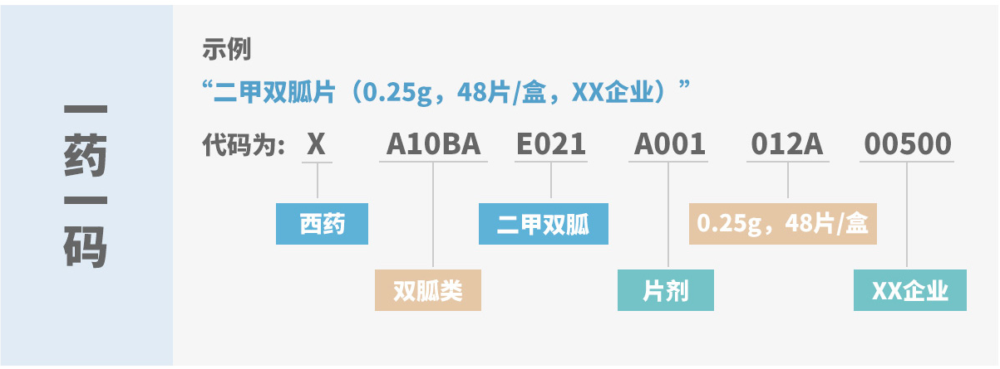 一药一码
示例
“二甲双胍片（0.25g，48片/盒，XX企业）”
代码为: X A10BA E021 A001 012A 00500
西药 二甲双胍 0.25g，48片/盒
双胍类 片剂 XX企业